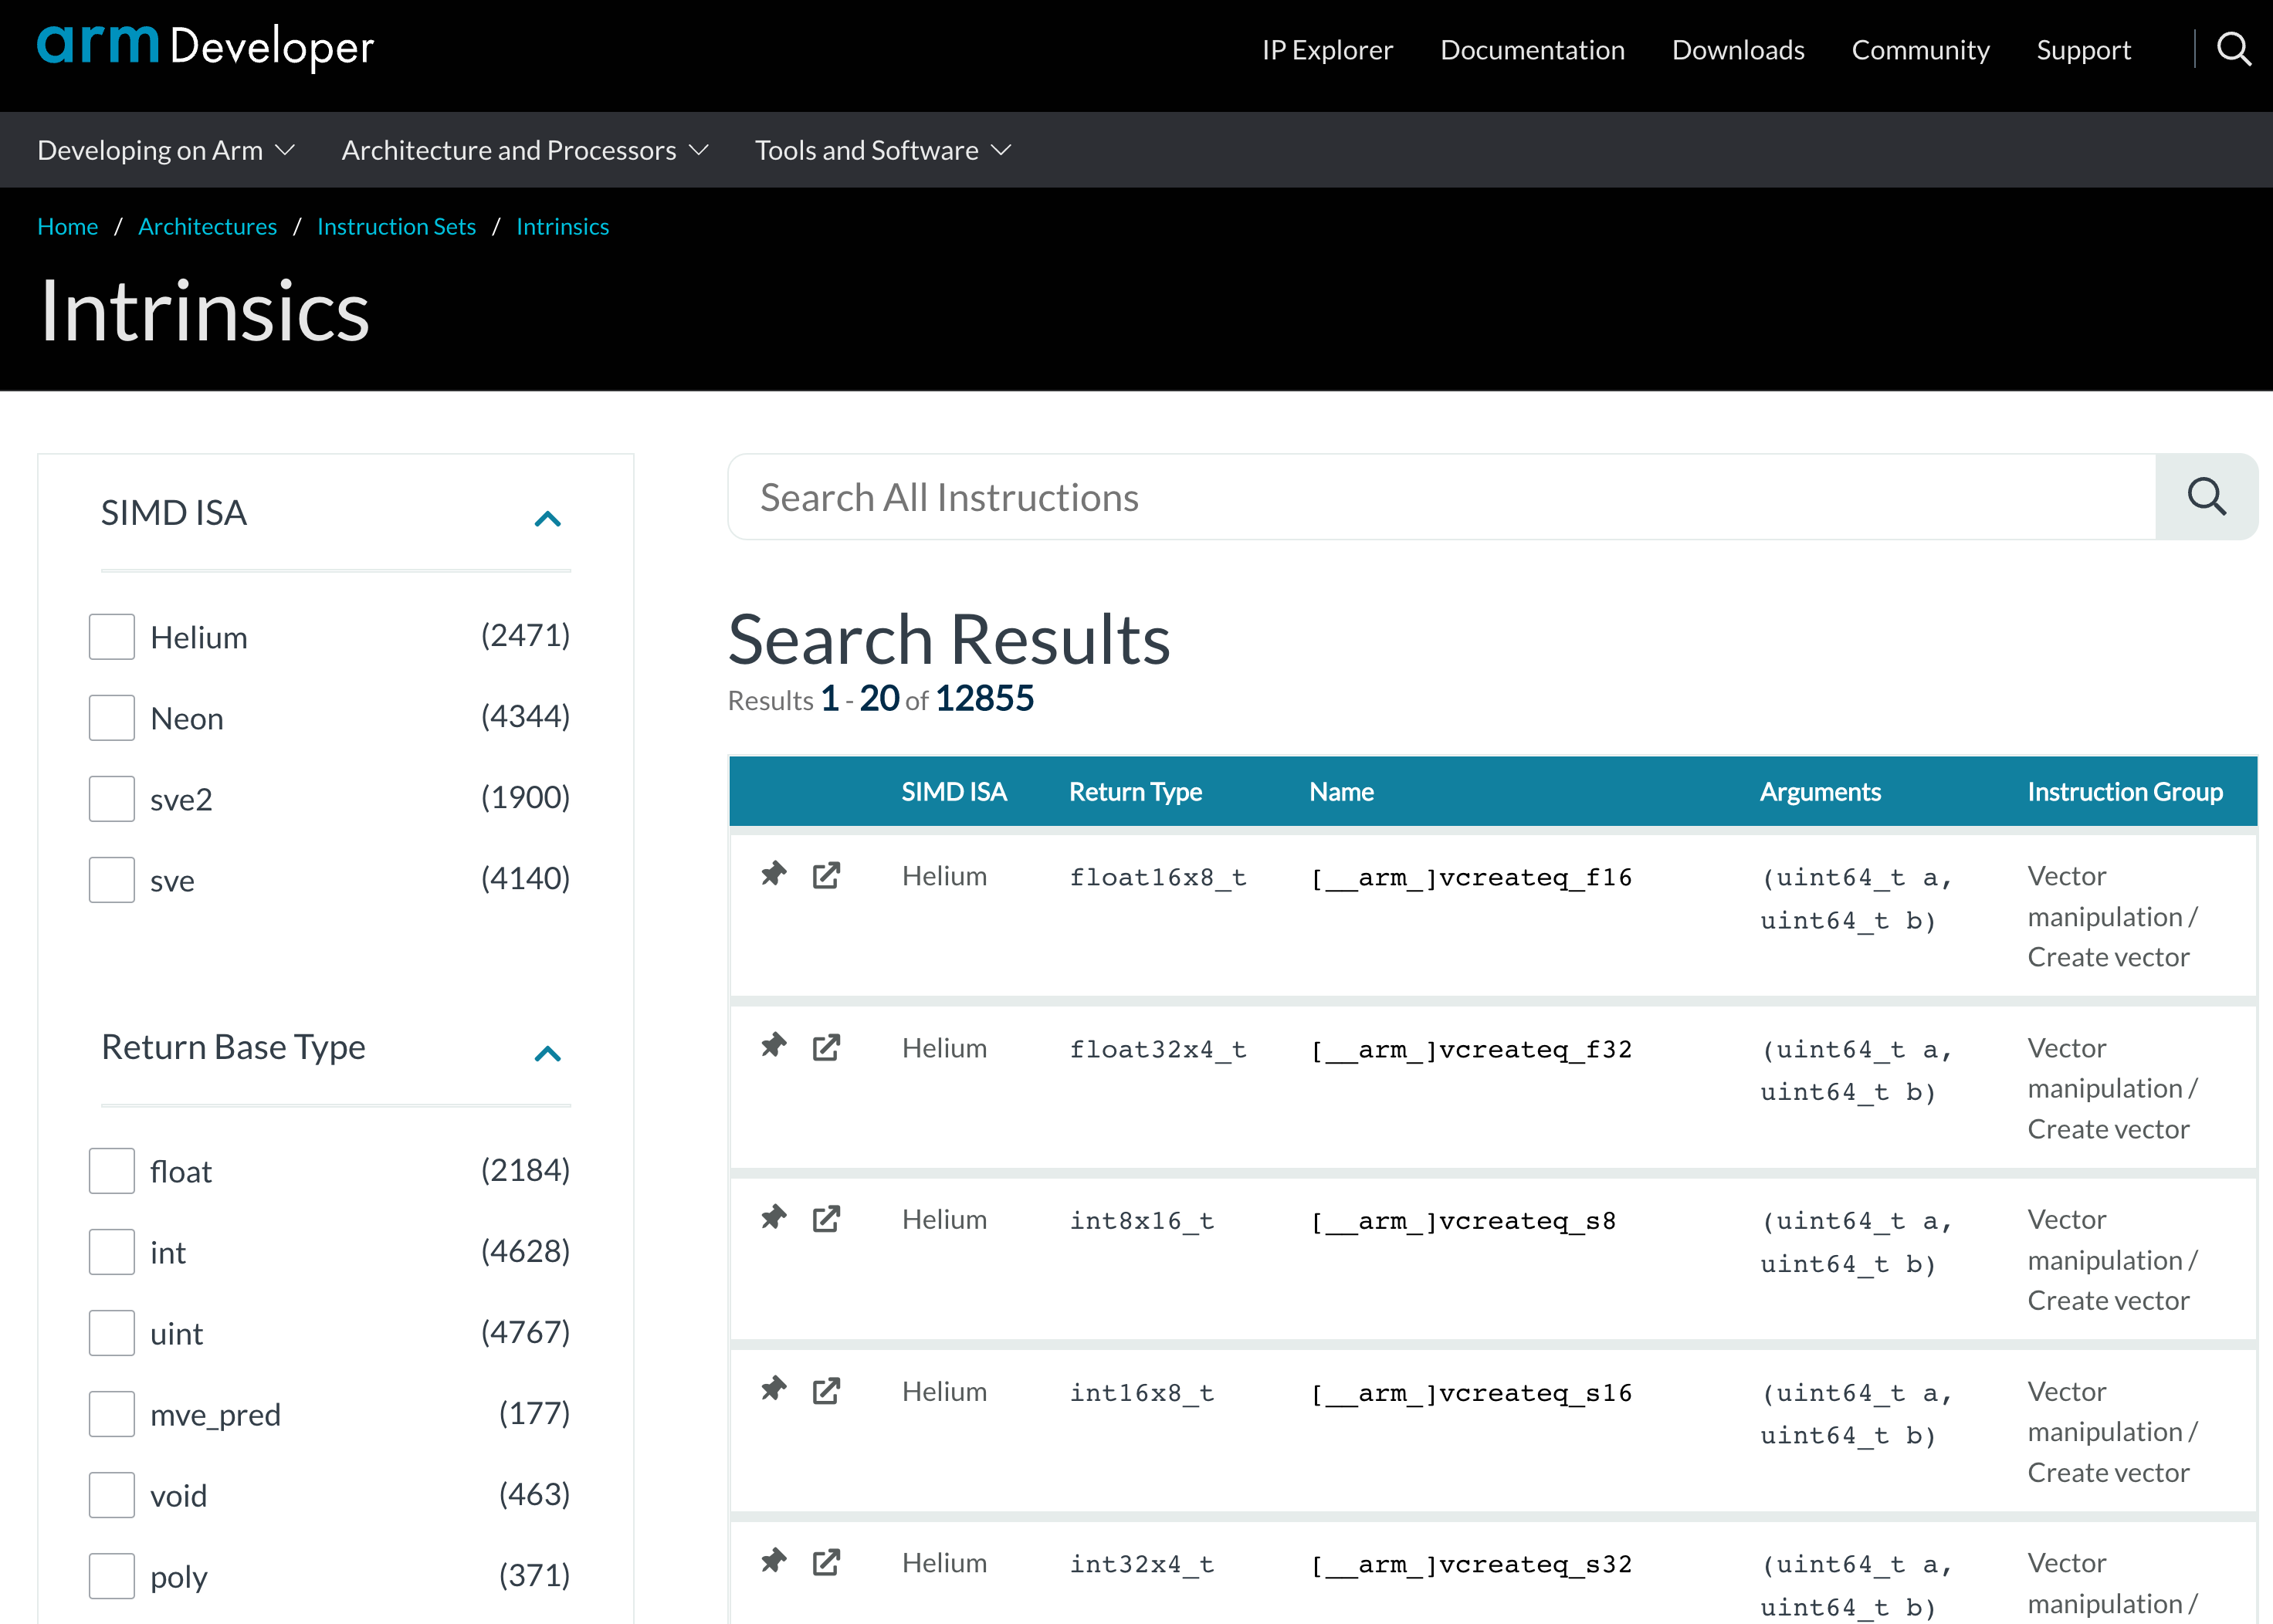 arm Developer
IP Explorer Documentation Downloads Community Support
Developing on Arm Architecture and Processors Tools and Software
Home / Architectures / Instruction Sets / Intrinsics
Intrinsics
SIMD ISA
Helium (2471)
Neon (4344)
sve2 (1900)
sve (4140)
Return Base Type
float (2184)
int (4628)
uint (4767)
mve_pred (177)
void (463)
poly (371)
Search All Instructions
Search Results
Results 1 - 20 of 12855
SIMD ISA Return Type Name Arguments Instruction Group
Helium float16x8_t [__arm_]vcreateq_f16 (uint64_t a, Vector
uint64_t b) manipulation /
Create vector
Helium float32x4_t [__arm_]vcreateq_f32 (uint64_t a, Vector
uint64_t b) manipulation /
Create vector
Helium int8x16_t [__arm_]vcreateq_s8 (uint64_t a, Vector
uint64_t b) manipulation /
Create vector
Helium int16x8_t [__arm_]vcreateq_s16 (uint64_t a, Vector
uint64_t b) manipulation /
Create vector
Helium int32x4_t [__arm_]vcreateq_s32 (uint64_t a, Vector
uint64_t b) manipulation /